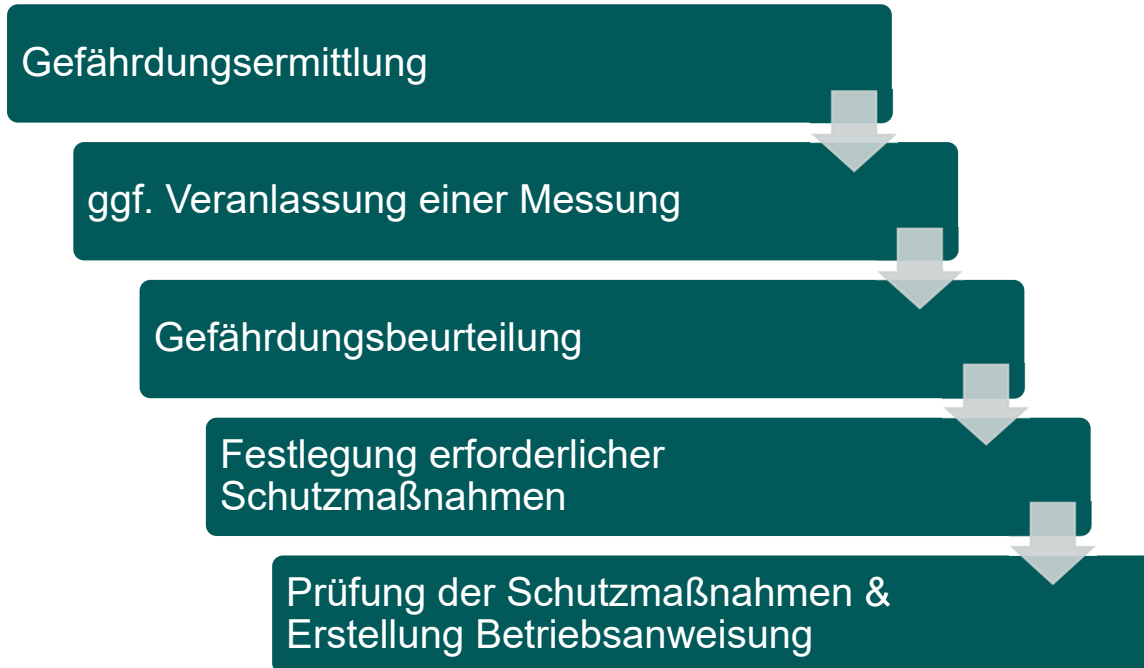 Gefährdungsermittlung
ggf. Veranlassung einer Messung
Gefährdungsbeurteilung
Festlegung erforderlicher
Schutzmaßnahmen
Prüfung der Schutzmaßnahmen &
Erstellung Betriebsanweisung